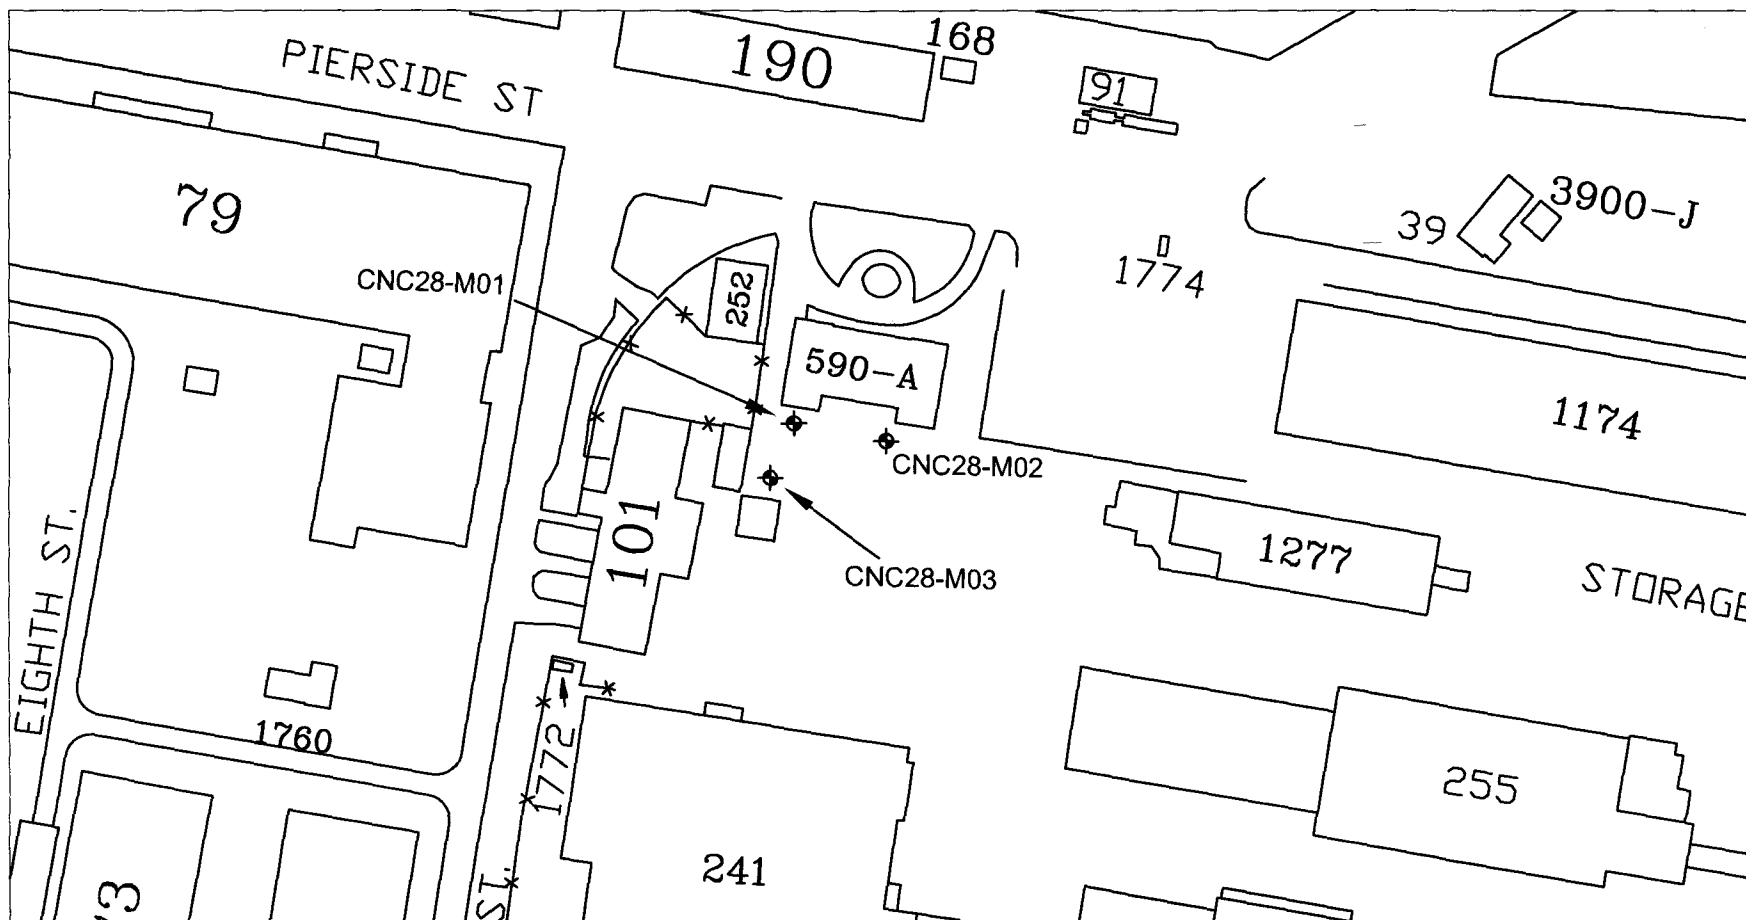 168
190
PIERSIDE ST
91
79
3900-J
39
1774
CNC28-M01
252
590-A
1174
CNC28-M02
101
1277
CNC28-M03
STORAGE
EIGHTH ST.
1760
1772
255
241
ST.